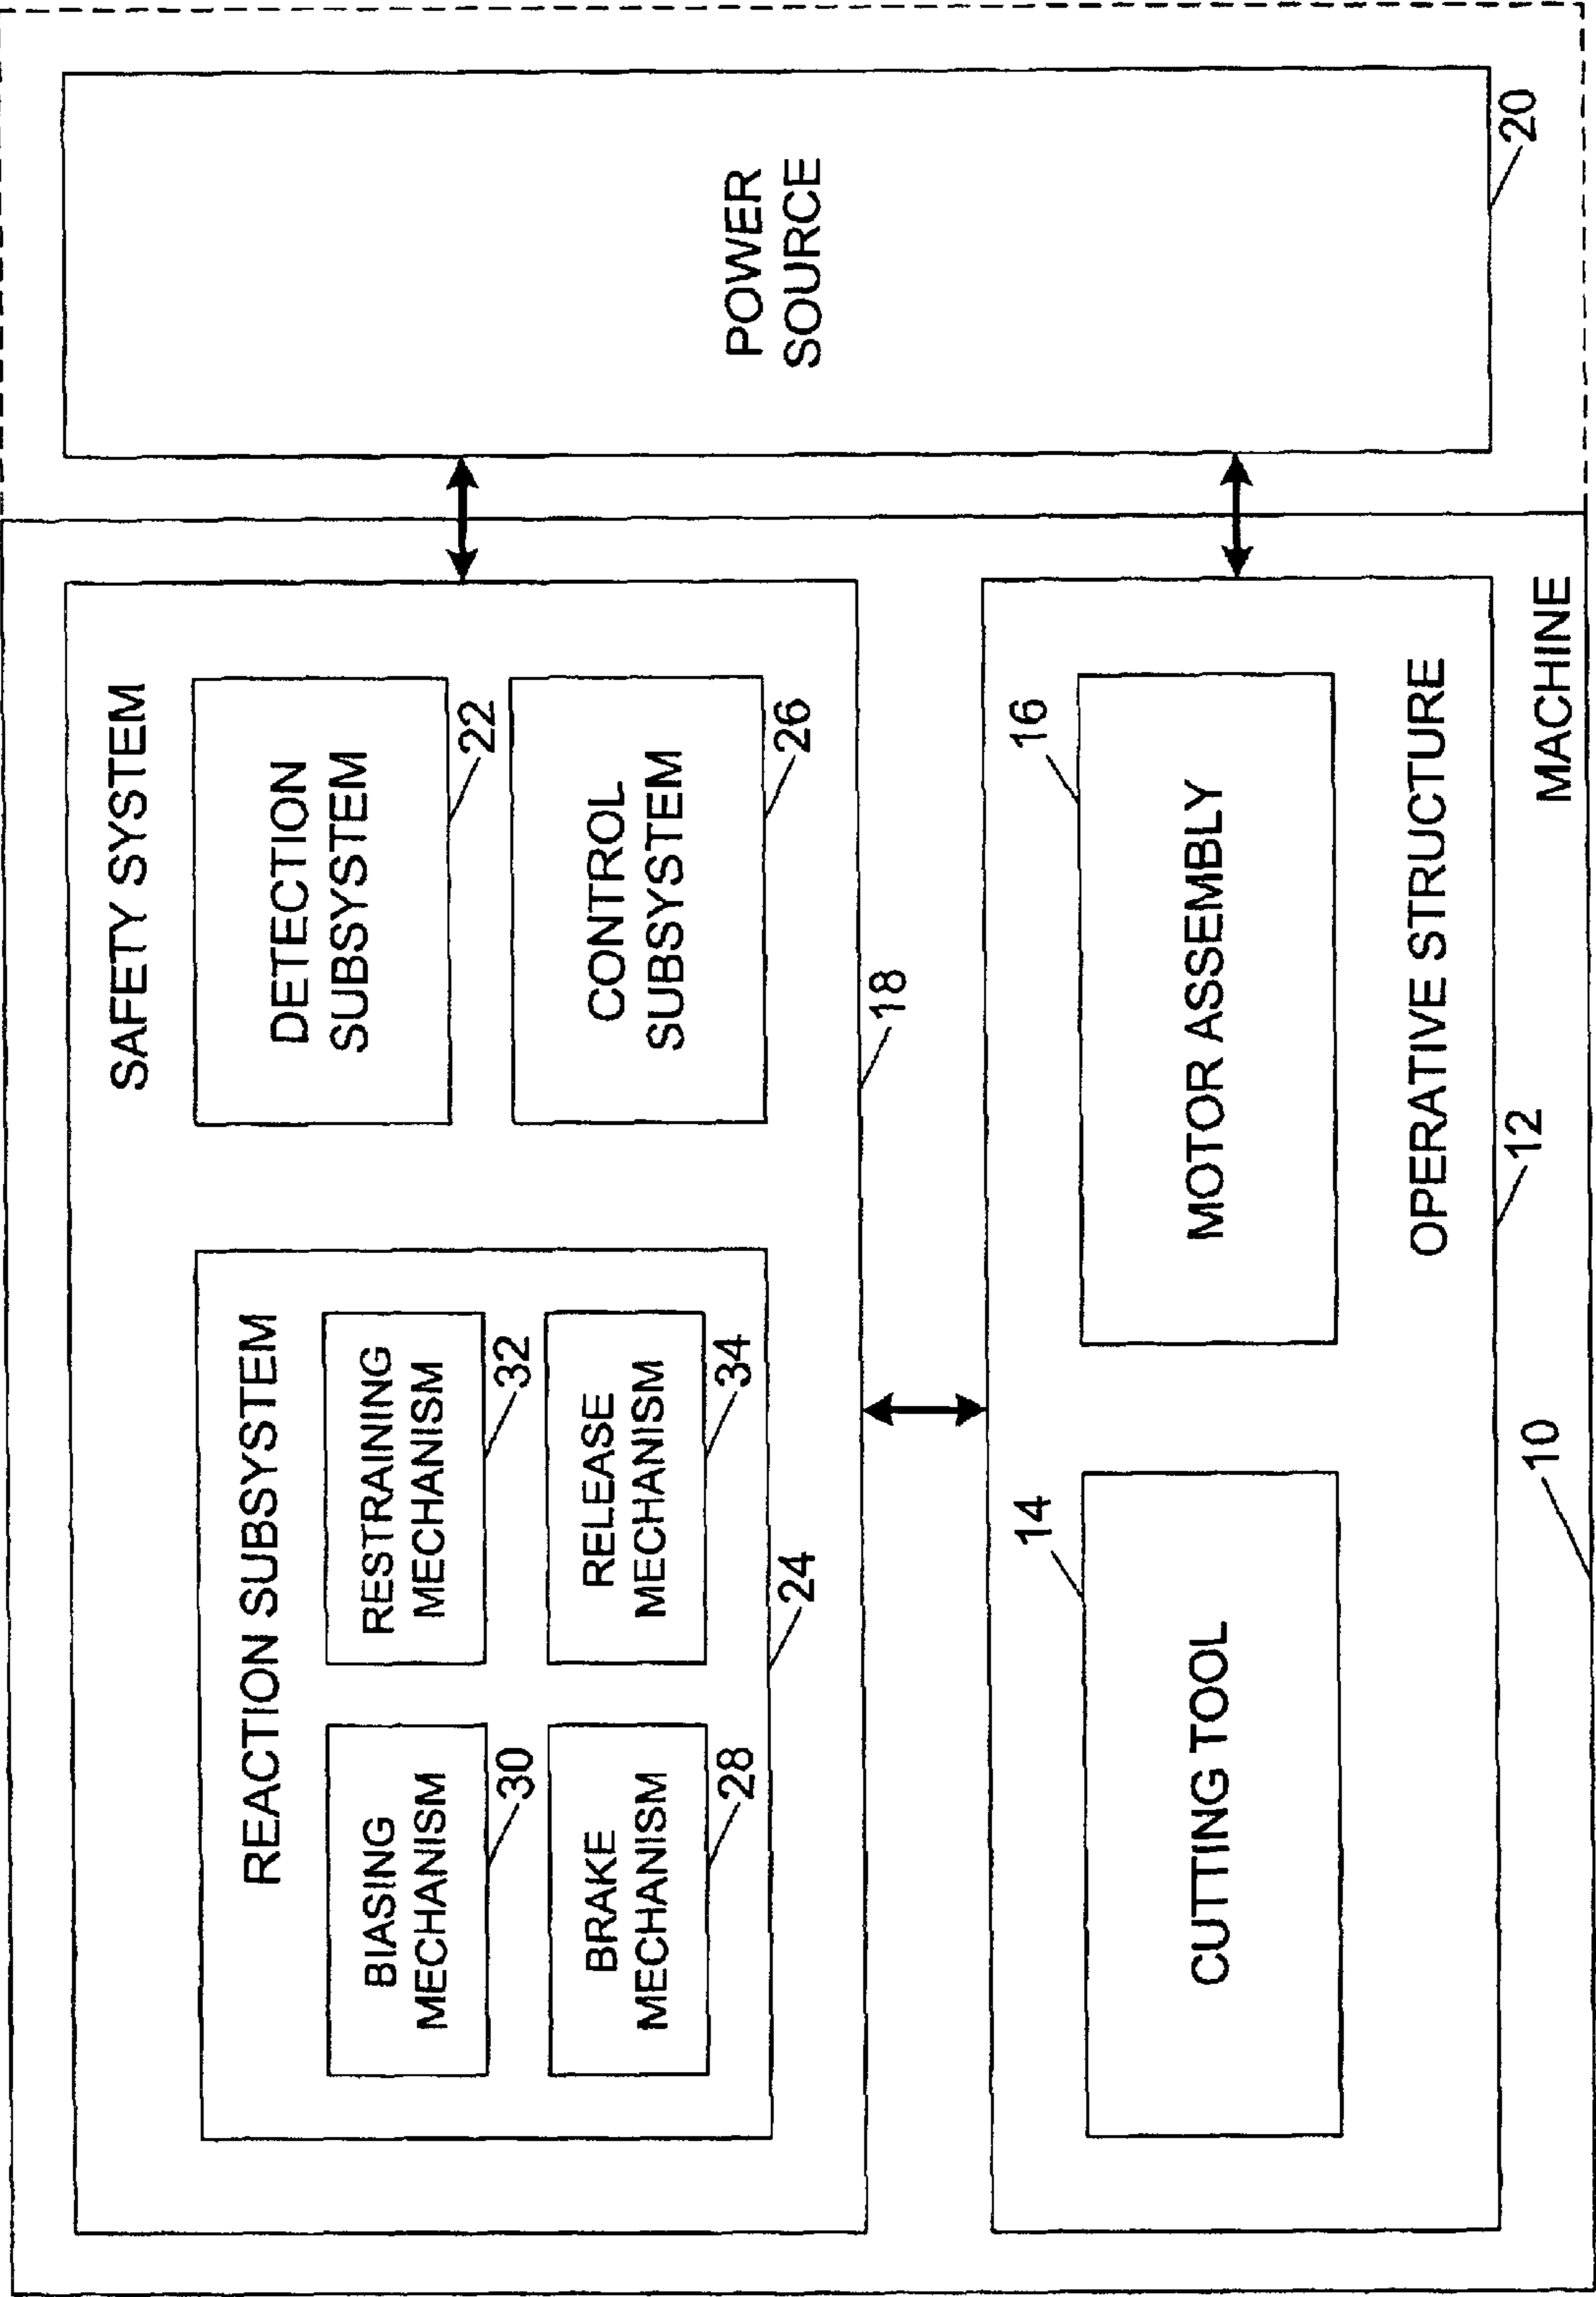 SAFETY SYSTEM
REACTION SUBSYSTEM
BIASING
MECHANISM
30
RESTRAINING
MECHANISM
32
BRAKE
MECHANISM
28
RELEASE
MECHANISM
34
24
DETECTION
SUBSYSTEM
22
CONTROL
SUBSYSTEM
26
18
POWER
SOURCE
20
14
CUTTING TOOL
16
MOTOR ASSEMBLY
OPERATIVE STRUCTURE
12
MACHINE
10